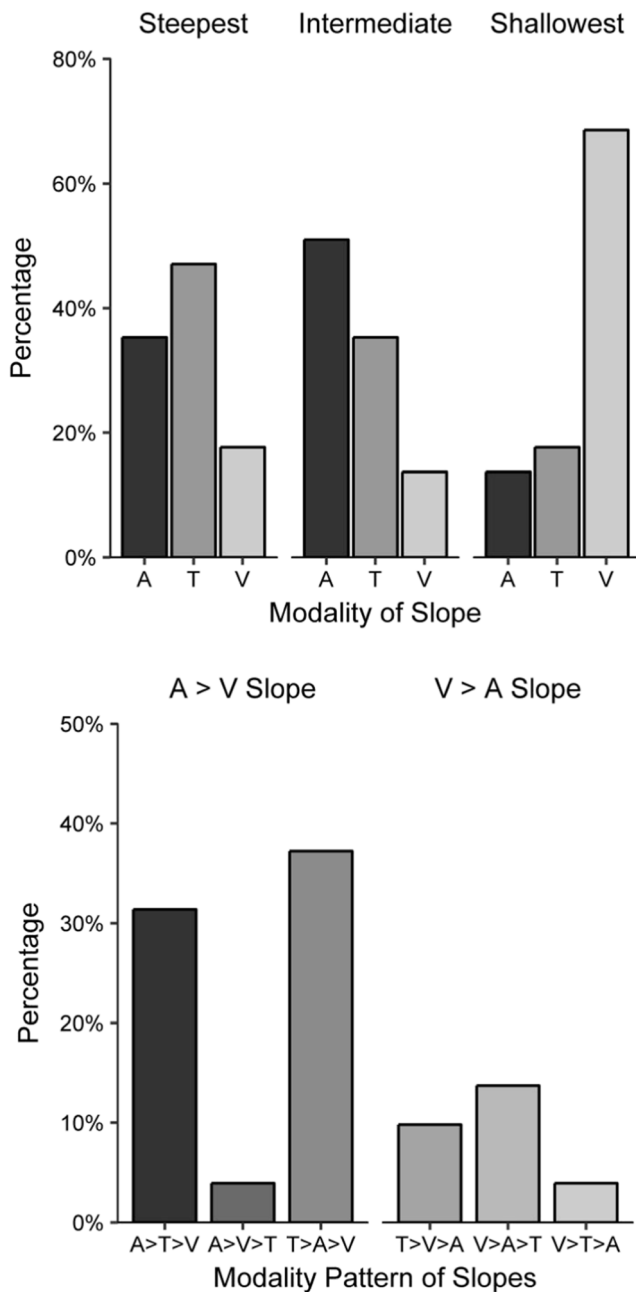 Steepest Intermediate Shallowest
80%
60%
40%
20%
0%
Percentage
A T V A T V A T V
Modality of Slope
A > V Slope V > A Slope
50%
40%
30%
20%
10%
0%
Percentage
A>T>V A>V>T T>A>V T>V>A V>A>T V>T>A
Modality Pattern of Slopes